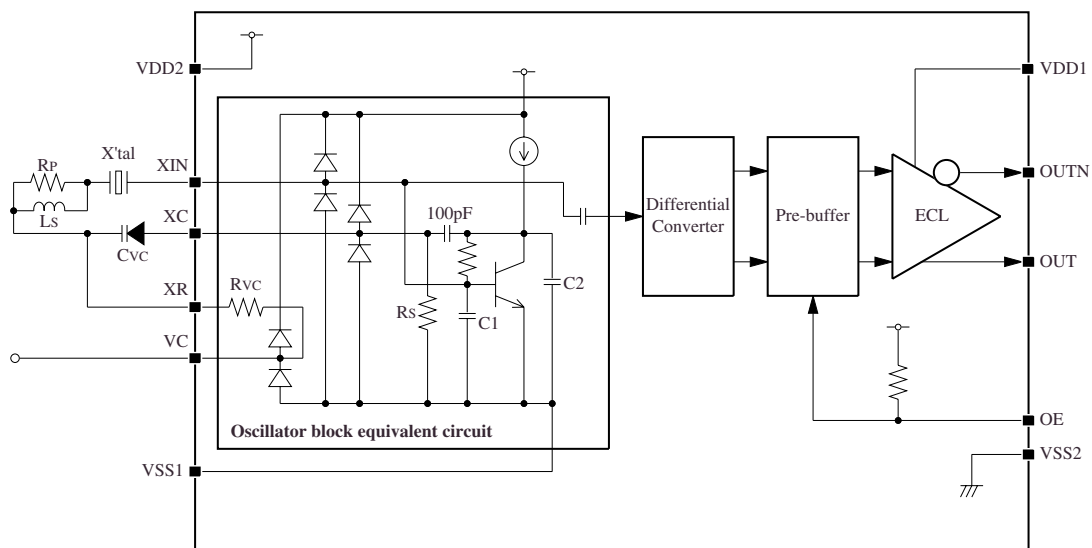 VDD2
VDD1
X'tal
XIN
RP
OUTN
LS
XC
100pF
Differential
Converter
Pre-buffer
ECL
CVC
OUT
XR
RVC
C2
RS
C1
VC
Oscillator block equivalent circuit
OE
VSS1
VSS2